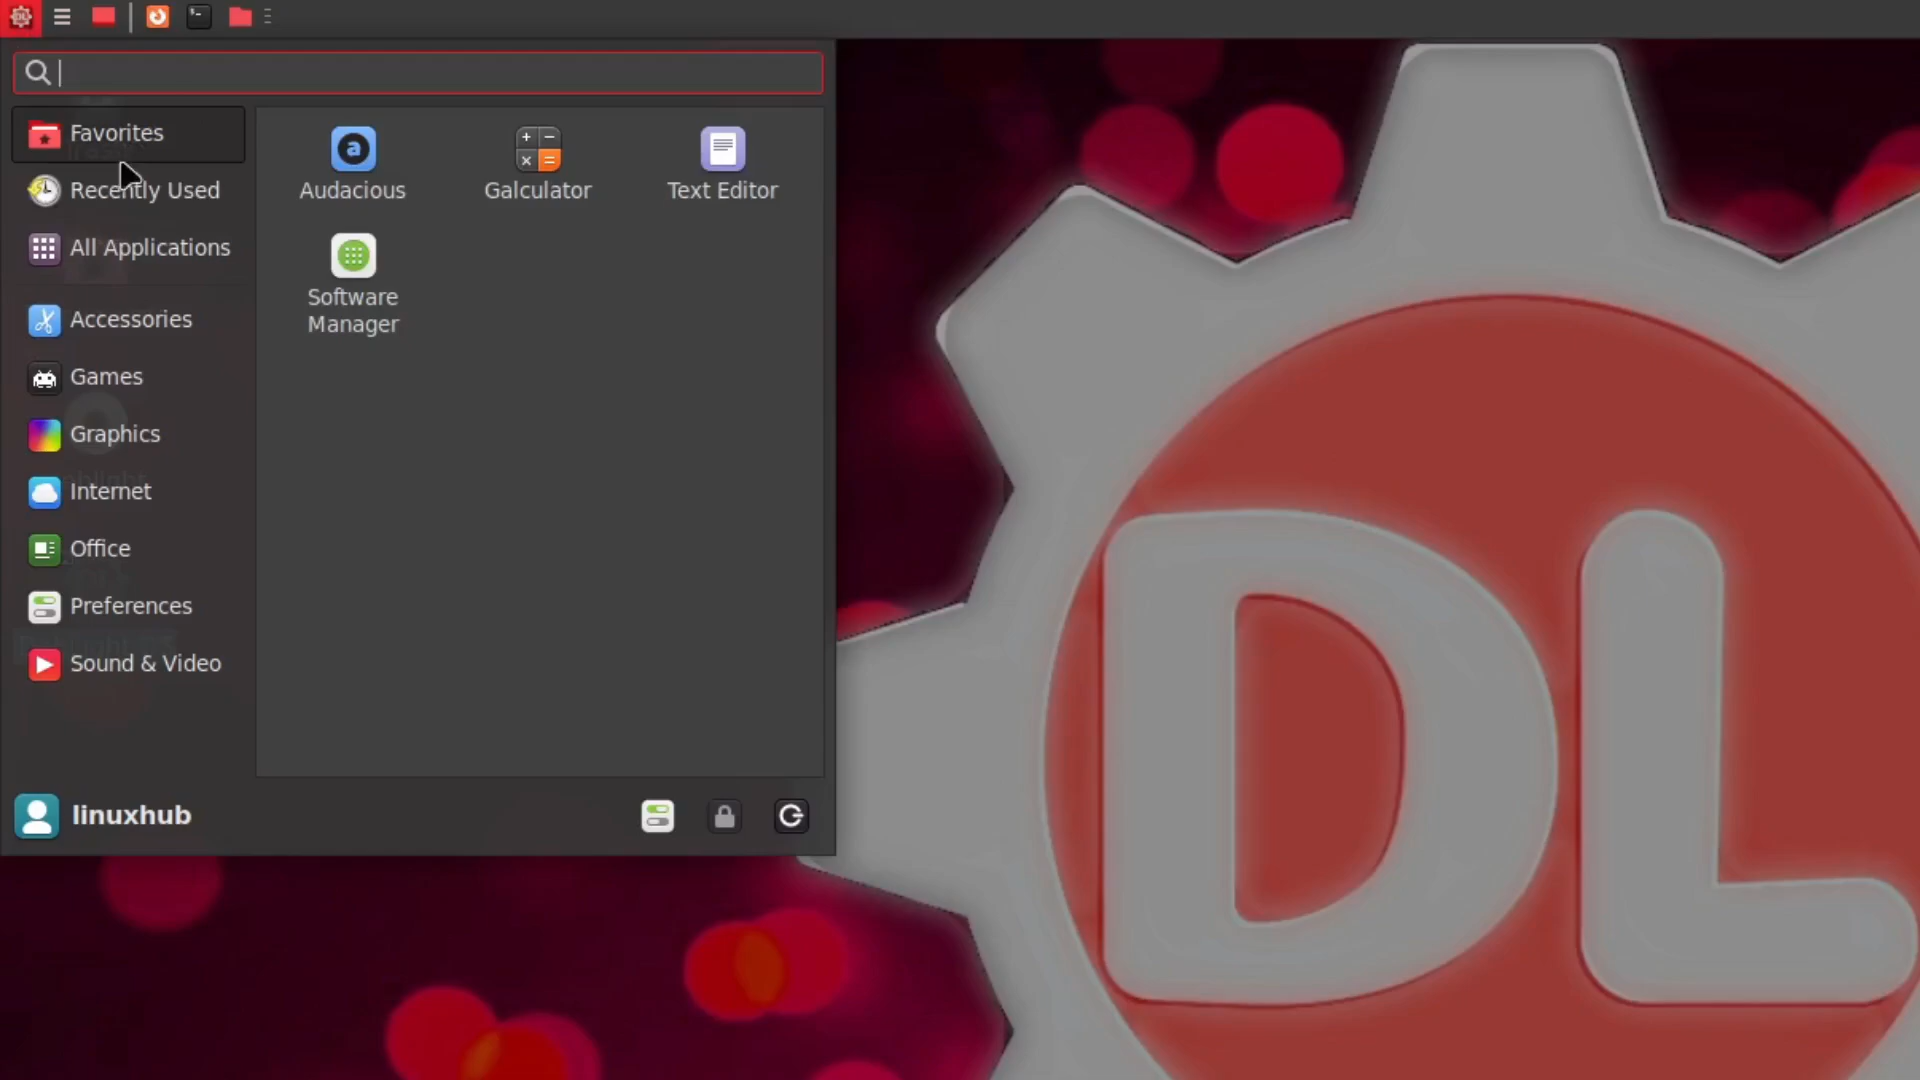 Favorites
Recently Used
All Applications
Accessories
Games
Graphics
Internet
Office
Preferences
Sound & Video
Audacious
Galculator
Text Editor
Software
Manager
linuxhub
DL